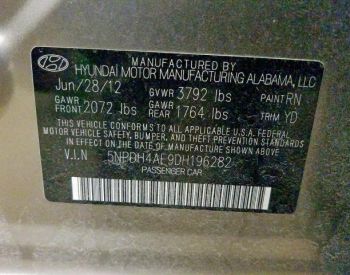 MANUFACTURED BY
HYUNDAI MOTOR MANUFACTURING ALABAMA, LLC
Jun/28/12 GVWR 3792 lbs PAINT RN
GAWR FRONT 2072 lbs GAWR REAR 1764 lbs TRIM YD
THIS VEHICLE CONFORMS TO ALL APPLICABLE U.S.A. FEDERAL
MOTOR VEHICLE SAFETY, BUMPER, AND THEFT PREVENTION STANDARDS
IN EFFECT ON THE DATE OF MANUFACTURE SHOWN ABOVE.
V.I.N 5NPDH4AE9DH196282
PASSENGER CAR